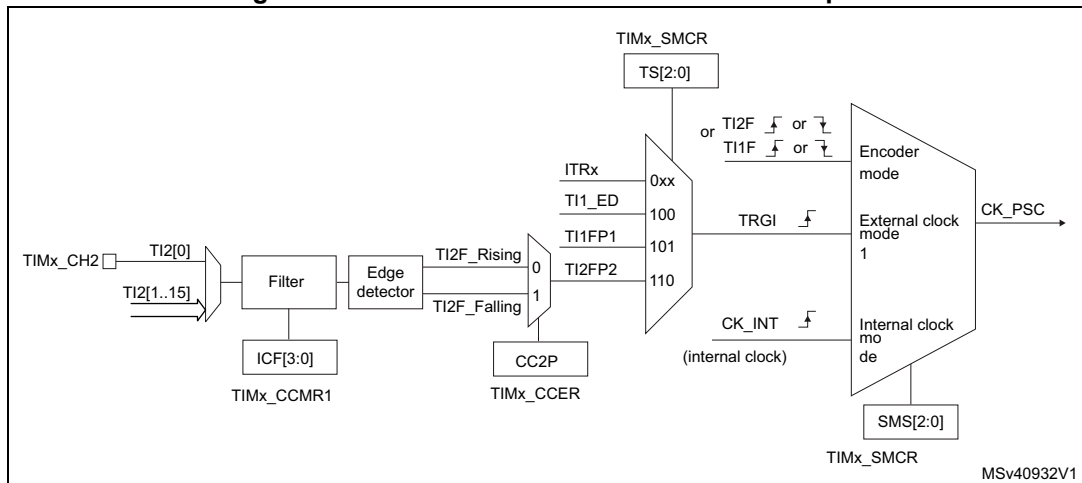 TIMx_SMCR
TS[2:0]
or TI2F or
TI1F or
Encoder
mode
ITRx
0xx
TI1_ED
100
TRGI
External clock
mode
1
CK_PSC
TI1FP1
101
TIMx_CH2
TI2[0]
TI2F_Rising
0
TI2FP2
110
Filter
Edge
detector
TI2[1..15]
TI2F_Falling
1
CK_INT
(internal clock)
Internal clock
mo
de
ICF[3:0]
TIMx_CCMR1
CC2P
TIMx_CCER
SMS[2:0]
TIMx_SMCR
MSv40932V1